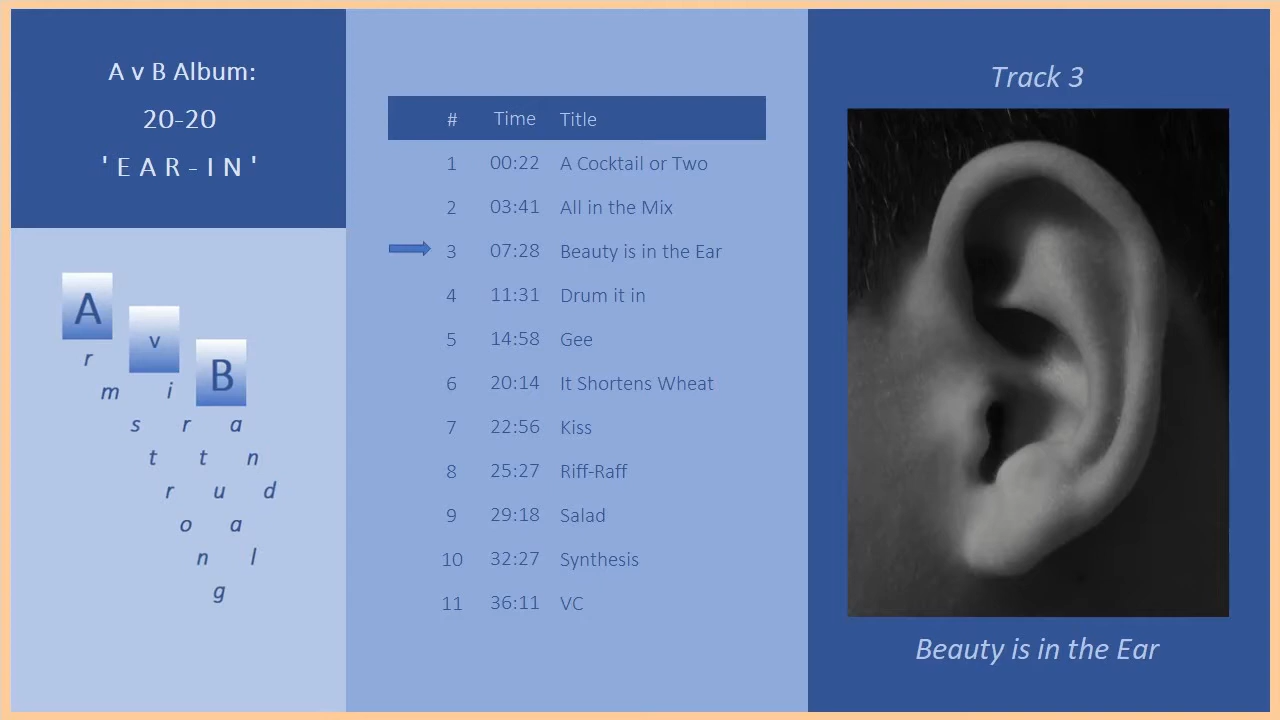 A v B Album:
20-20
' E A R - I N '
A
v
B
r
m i
s r a
t t n
r u d
o a
n l
g
# Time Title
1 00:22 A Cocktail or Two
2 03:41 All in the Mix
3 07:28 Beauty is in the Ear
4 11:31 Drum it in
5 14:58 Gee
6 20:14 It Shortens Wheat
7 22:56 Kiss
8 25:27 Riff-Raff
9 29:18 Salad
10 32:27 Synthesis
11 36:11 VC
Track 3
Beauty is in the Ear